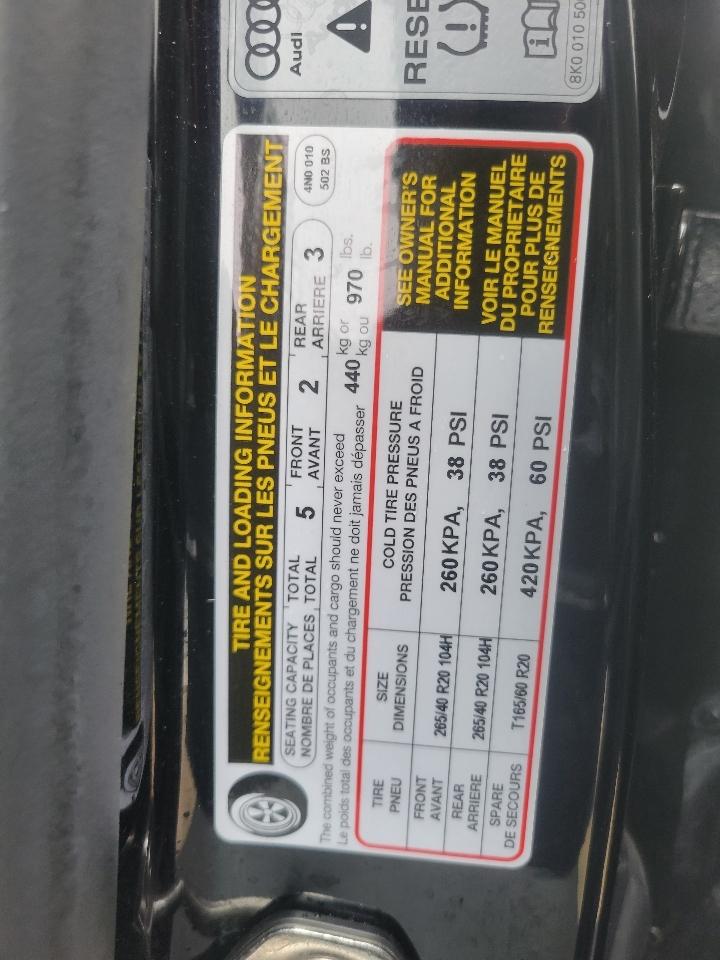 TIRE AND LOADING INFORMATION
RENSEIGNEMENTS SUR LES PNEUS ET LE CHARGEMENT
SEATING CAPACITY TOTAL 5 FRONT 2 REAR 3
NOMBRE DE PLACES TOTAL AVANT ARRIERE
4N0 010
502 BS
The combined weight of occupants and cargo should never exceed 440 kg or 970 lbs.
Le poids total des occupants et du chargement ne doit jamais dépasser kg ou lb.
TIRE SIZE COLD TIRE PRESSURE
PNEU DIMENSIONS PRESSION DES PNEUS A FROID
FRONT
AVANT 265/40 R20 104H 260 KPA, 38 PSI
REAR
ARRIERE 265/40 R20 104H 260 KPA, 38 PSI
SPARE
DE SECOURS T165/60 R20 420 KPA, 60 PSI
SEE OWNER'S
MANUAL FOR
ADDITIONAL
INFORMATION
VOIR LE MANUEL
DU PROPRIETAIRE
POUR PLUS DE
RENSEIGNEMENTS
Audi
RESE
8K0 010 50